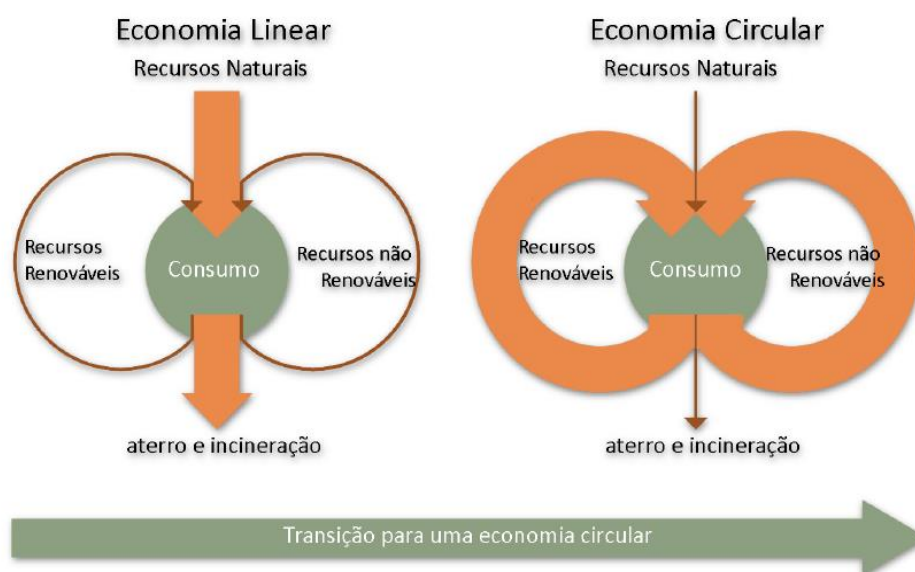 Economia Linear
Recursos Naturais
Recursos
Renováveis
Consumo
Recursos não
Renováveis
aterro e incineração
Economia Circular
Recursos Naturais
Recursos
Renováveis
Consumo
Recursos não
Renováveis
aterro e incineração
Transição para uma economia circular